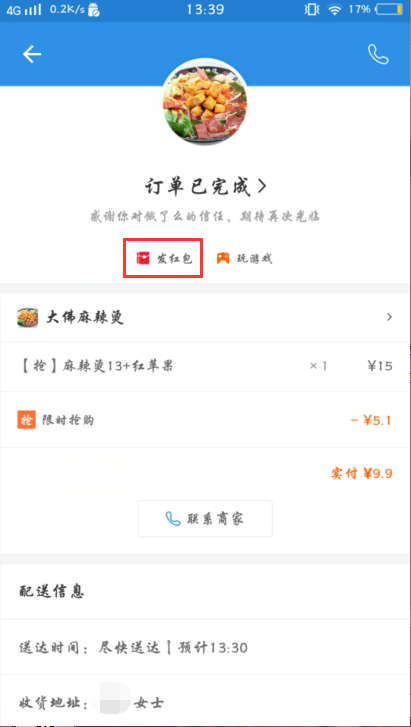 4G 0.2K/s 13:39 17%
订单已完成
感谢你对饿了么的信任，期待再次光临
发红包 玩游戏
大佛麻辣烫
【抢】麻辣烫13+红苹果 ×1 ¥15
抢 限时抢购 -¥5.1
实付 ¥9.9
联系商家
配送信息
送达时间：尽快送达丨预计13:30
收货地址： 女士